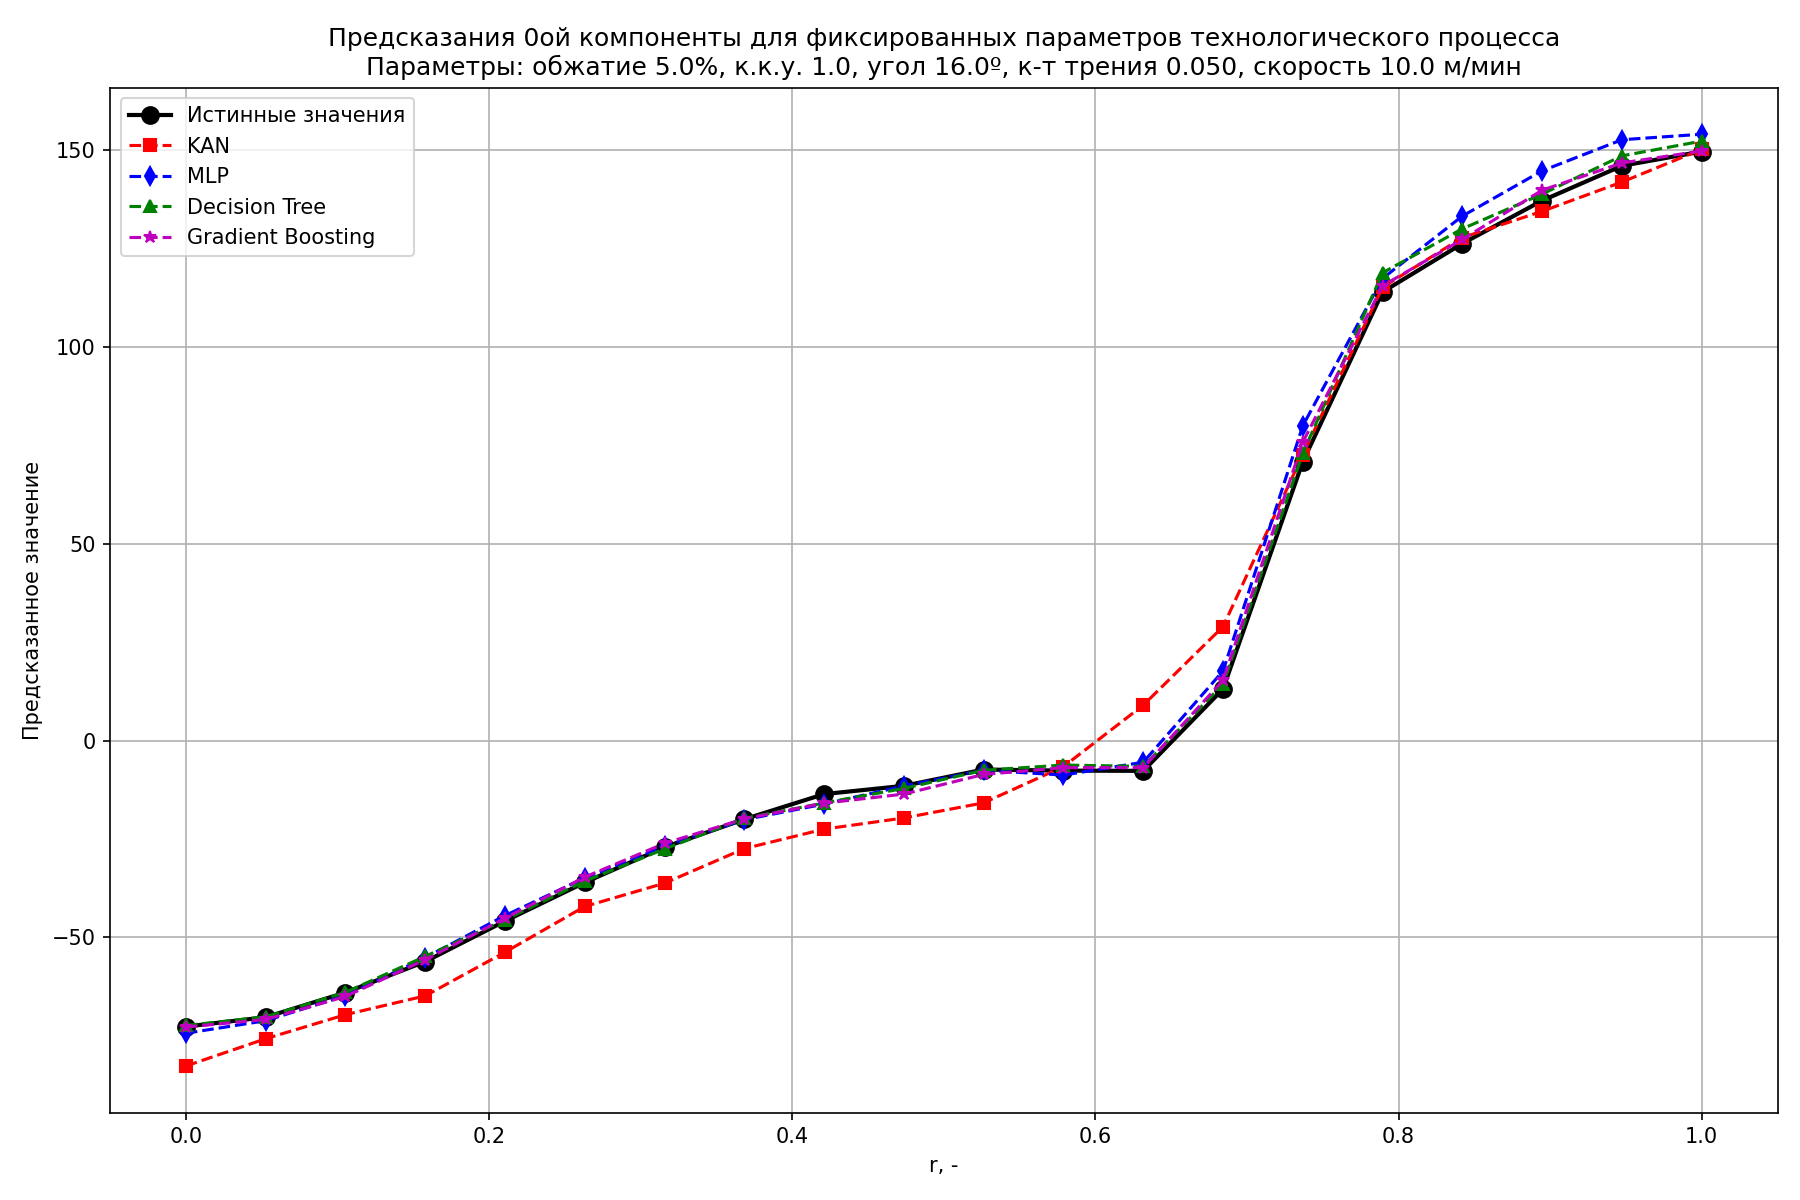 Предсказания 0ой компоненты для фиксированных параметров технологического процесса
Параметры: обжатие 5.0%, к.к.у. 1.0, угол 16.0º, к-т трения 0.050, скорость 10.0 м/мин
Истинные значения
KAN
MLP
Decision Tree
Gradient Boosting
Предсказанное значение
150
100
50
0
−50
0.0
0.2
0.4
0.6
0.8
1.0
r, -